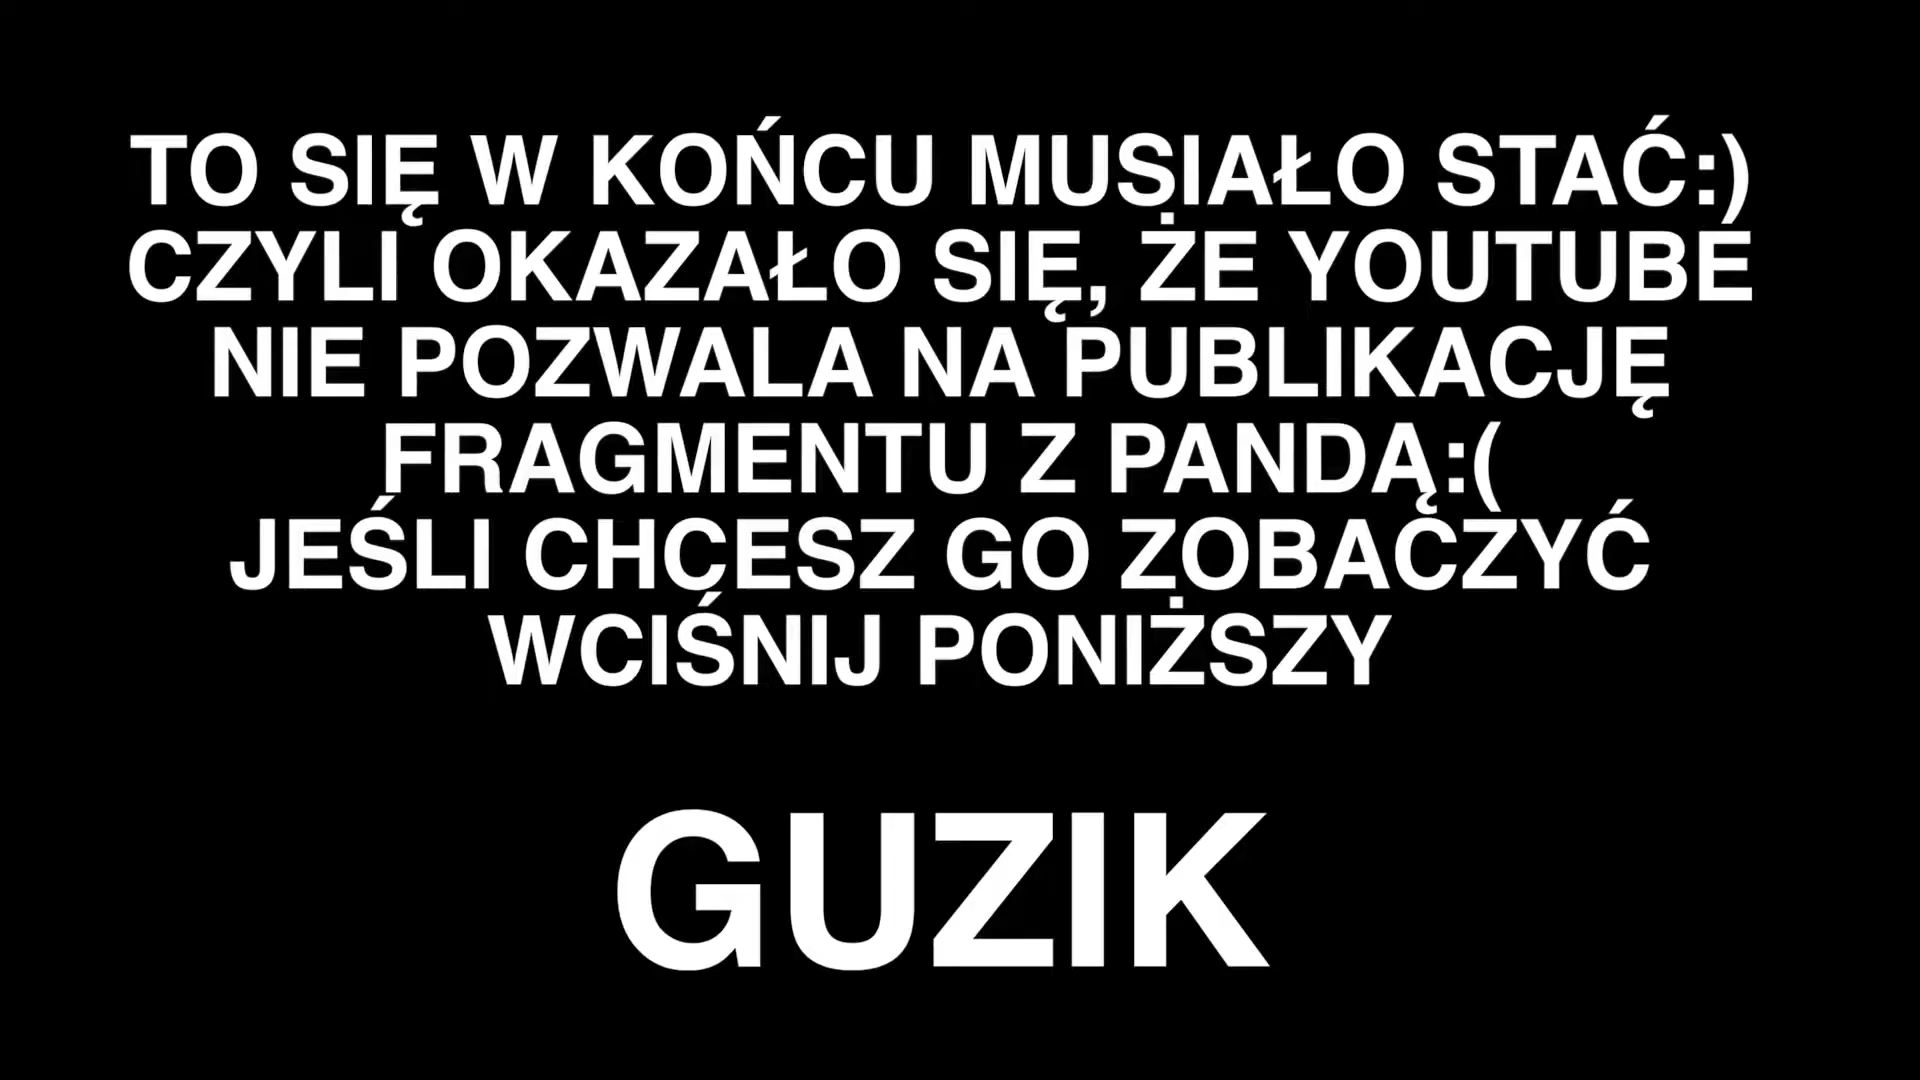 TO SIĘ W KOŃCU MUSIAŁO STAĆ:)
CZYLI OKAZAŁO SIĘ, ŻE YOUTUBE
NIE POZWALA NA PUBLIKACJĘ
FRAGMENTU Z PANDĄ:(
JEŚLI CHCESZ GO ZOBACZYĆ
WCIŚNIJ PONIŻSZY
GUZIK